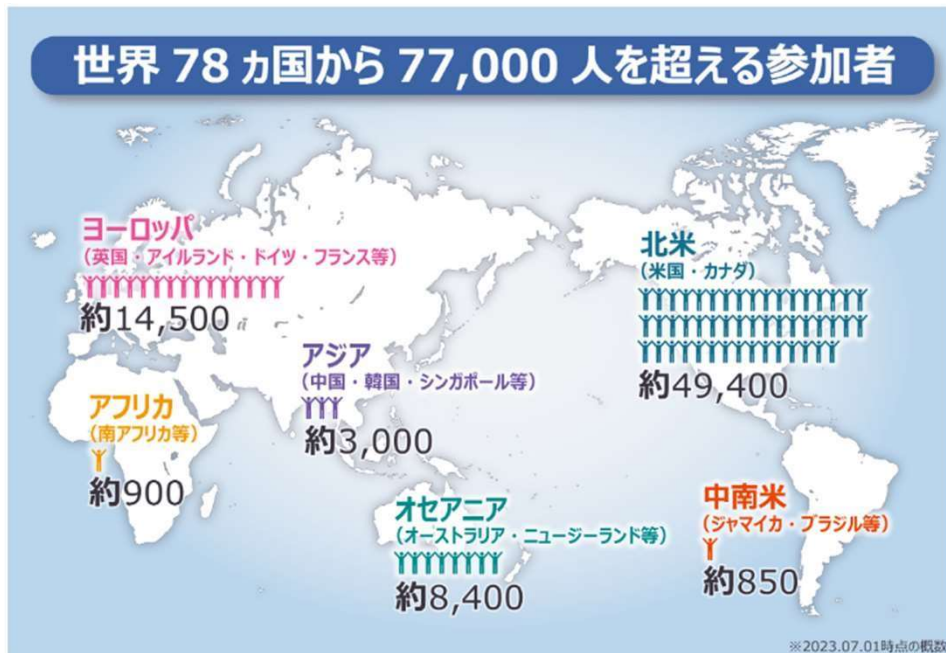 世界 78 ヵ国から 77,000 人を超える参加者
ヨーロッパ
(英国・アイルランド・ドイツ・フランス等)
約14,500
北米
(米国・カナダ)
約49,400
アジア
(中国・韓国・シンガポール等)
約3,000
アフリカ
(南アフリカ等)
約900
オセアニア
(オーストラリア・ニュージーランド等)
約8,400
中南米
(ジャマイカ・ブラジル等)
約850
※2023.07.01時点の概数